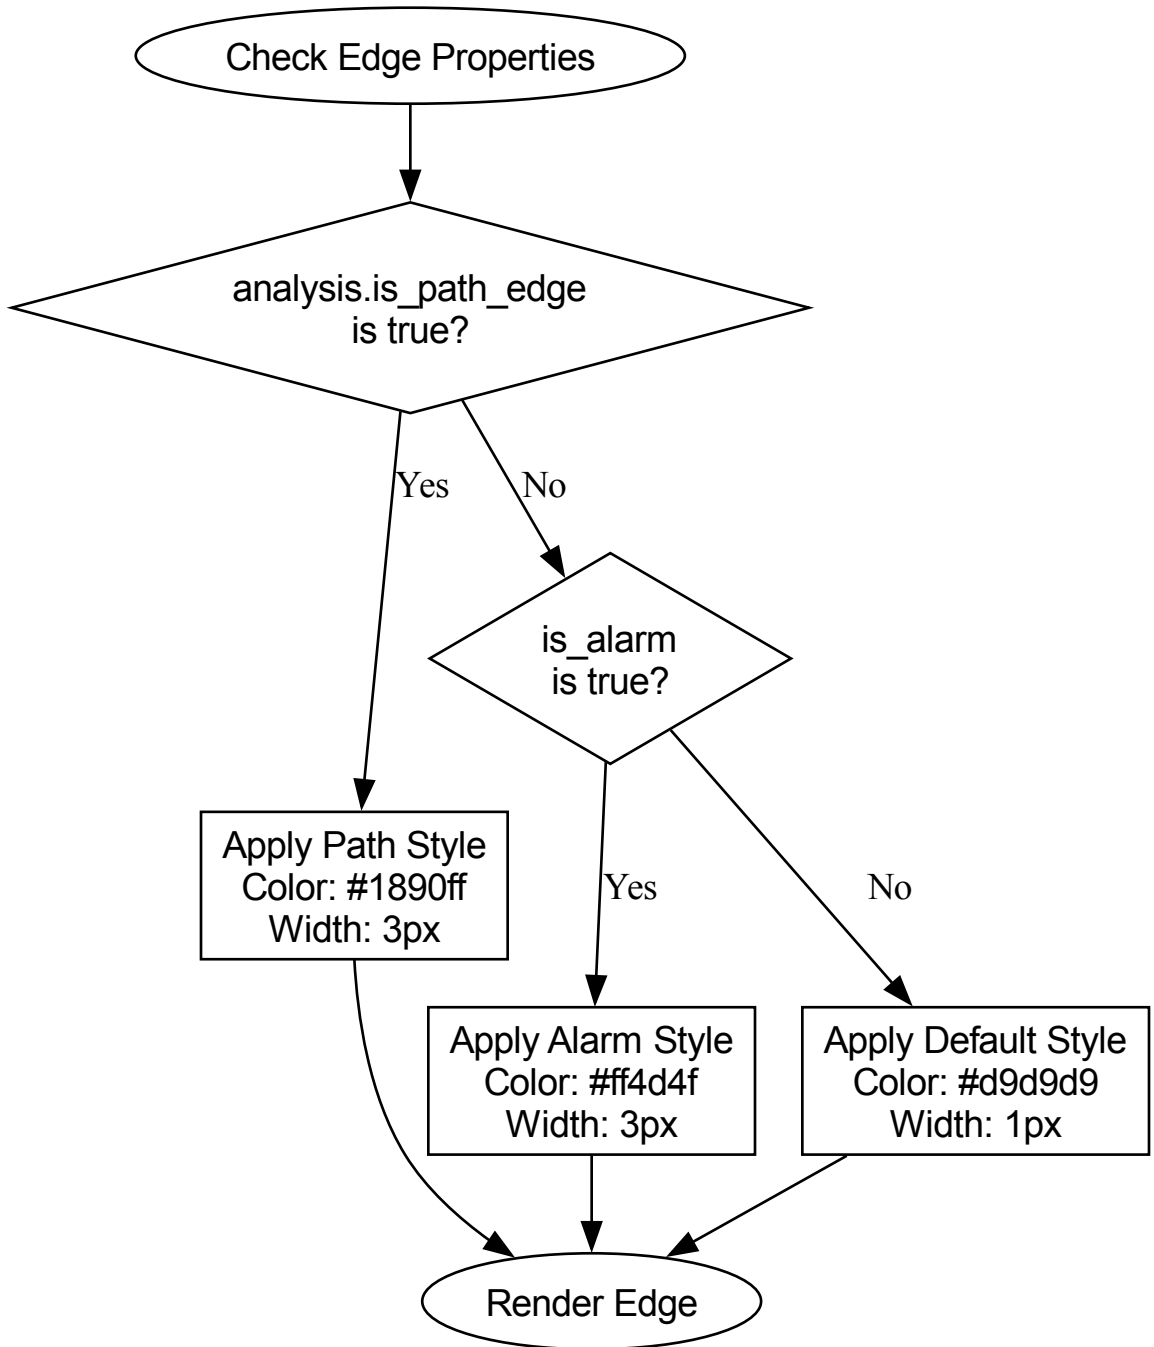 Check Edge Properties
analysis.is_path_edge
is true?
Yes
No
is_alarm
is true?
Apply Path Style
Color: #1890ff
Width: 3px
Yes
No
Apply Alarm Style
Color: #ff4d4f
Width: 3px
Apply Default Style
Color: #d9d9d9
Width: 1px
Render Edge